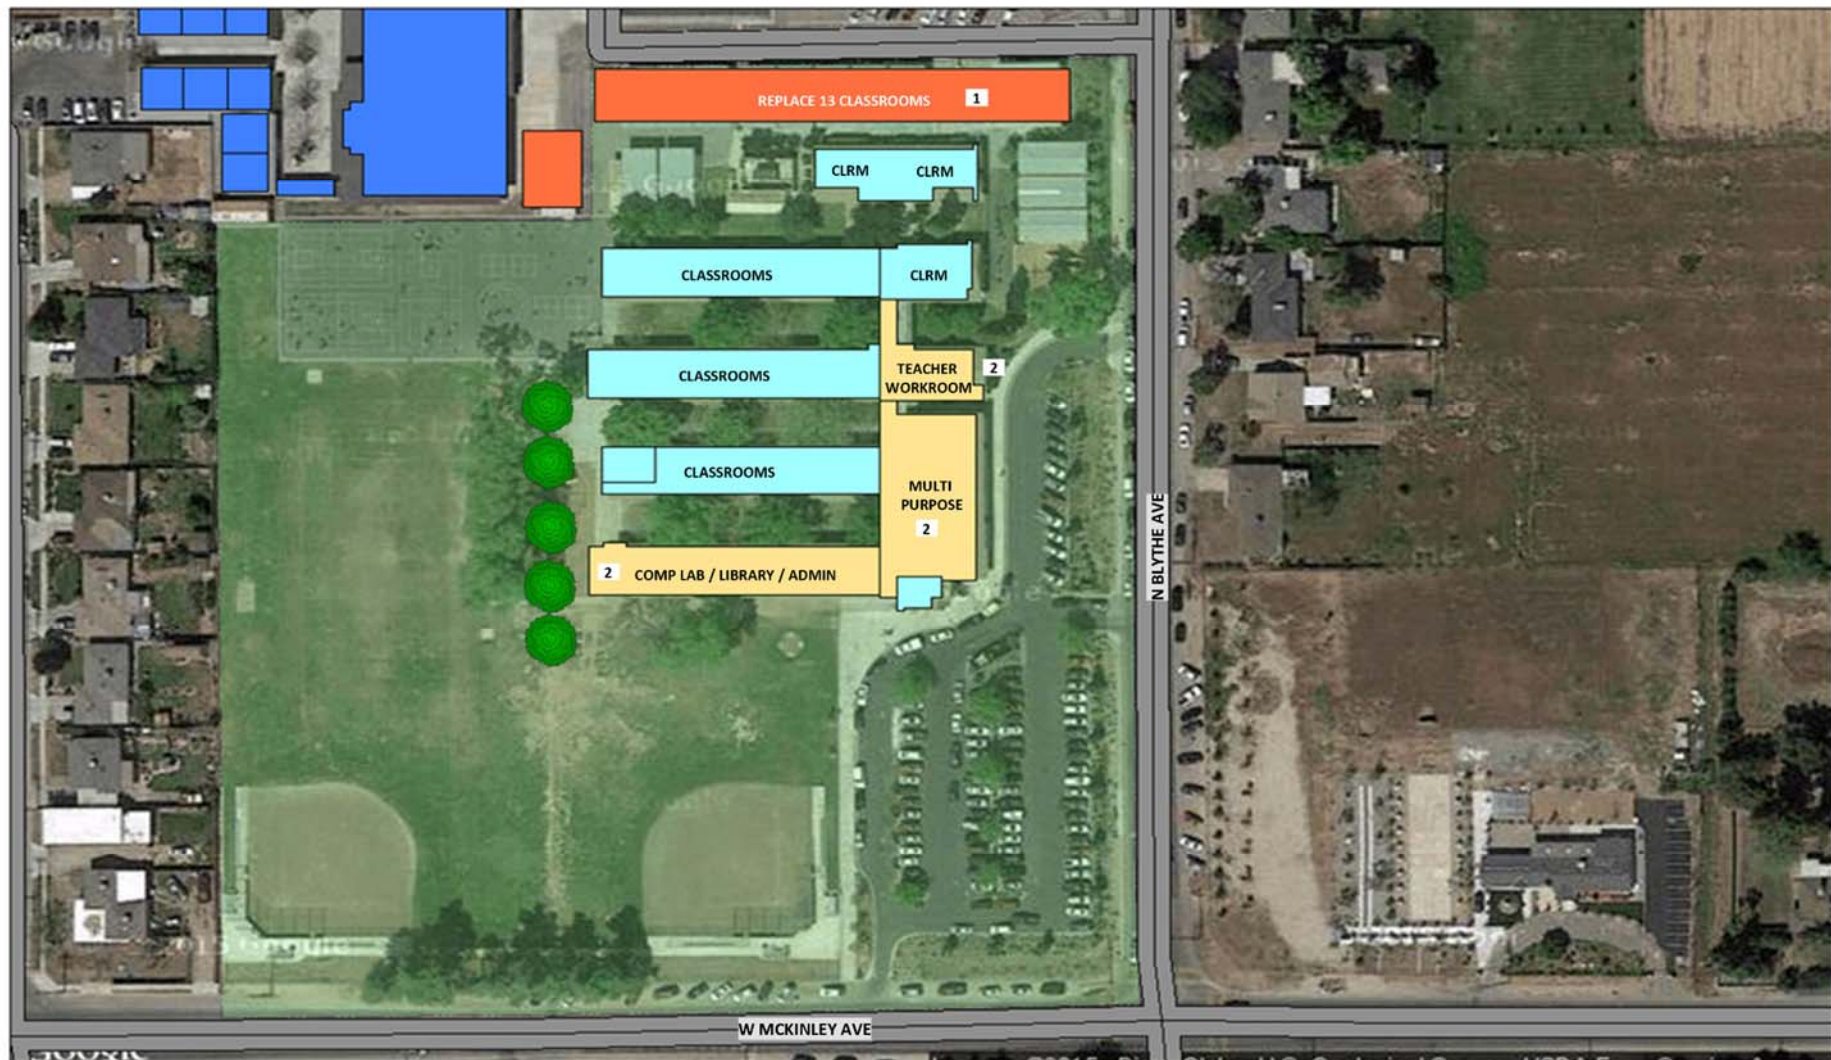 REPLACE 13 CLASSROOMS 1
CLRM CLRM
CLASSROOMS CLRM
CLASSROOMS
TEACHER
WORKROOM
2
CLASSROOMS
MULTI
PURPOSE
2
2 COMP LAB / LIBRARY / ADMIN
N BLYTHE AVE
W MCKINLEY AVE
Google